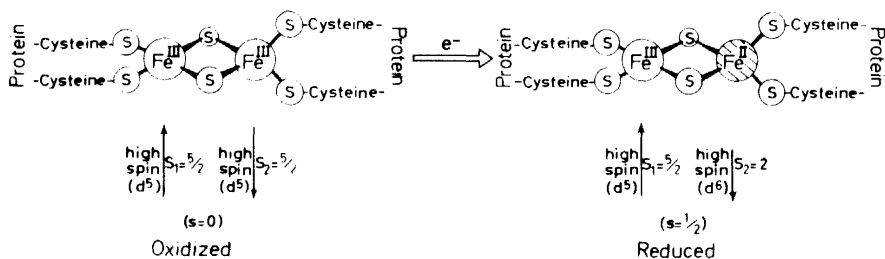 Protein -Cysteine- S Fe III S Fe III S -Cysteine- Protein
-Cysteine- S S S -Cysteine-
e⁻
Protein -Cysteine- S Fe III S Fe II S -Cysteine- Protein
-Cysteine- S S S -Cysteine-
high spin (d⁵) S₁=5/2
high spin (d⁵) S₂=5/
(s=0)
Oxidized
high spin (d⁵) S₁=5/2
high spin (d⁶) S₂=2
(s=1/2)
Reduced